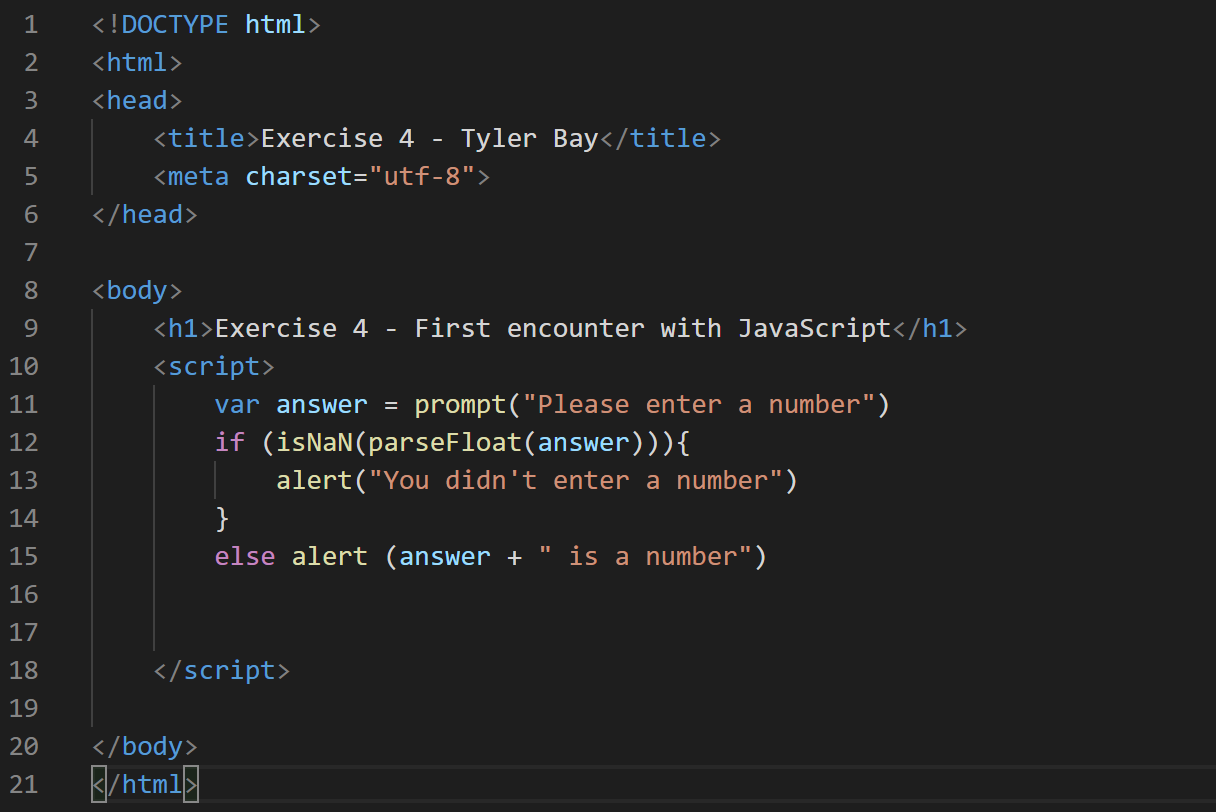 1 <!DOCTYPE html>
2 <html>
3 <head>
4     <title>Exercise 4 - Tyler Bay</title>
5     <meta charset="utf-8">
6 </head>
7
8 <body>
9     <h1>Exercise 4 - First encounter with JavaScript</h1>
10     <script>
11         var answer = prompt("Please enter a number")
12         if (isNaN(parseFloat(answer))){
13             alert("You didn't enter a number")
14         }
15         else alert (answer + " is a number")
16
17
18     </script>
19
20 </body>
21 </html>